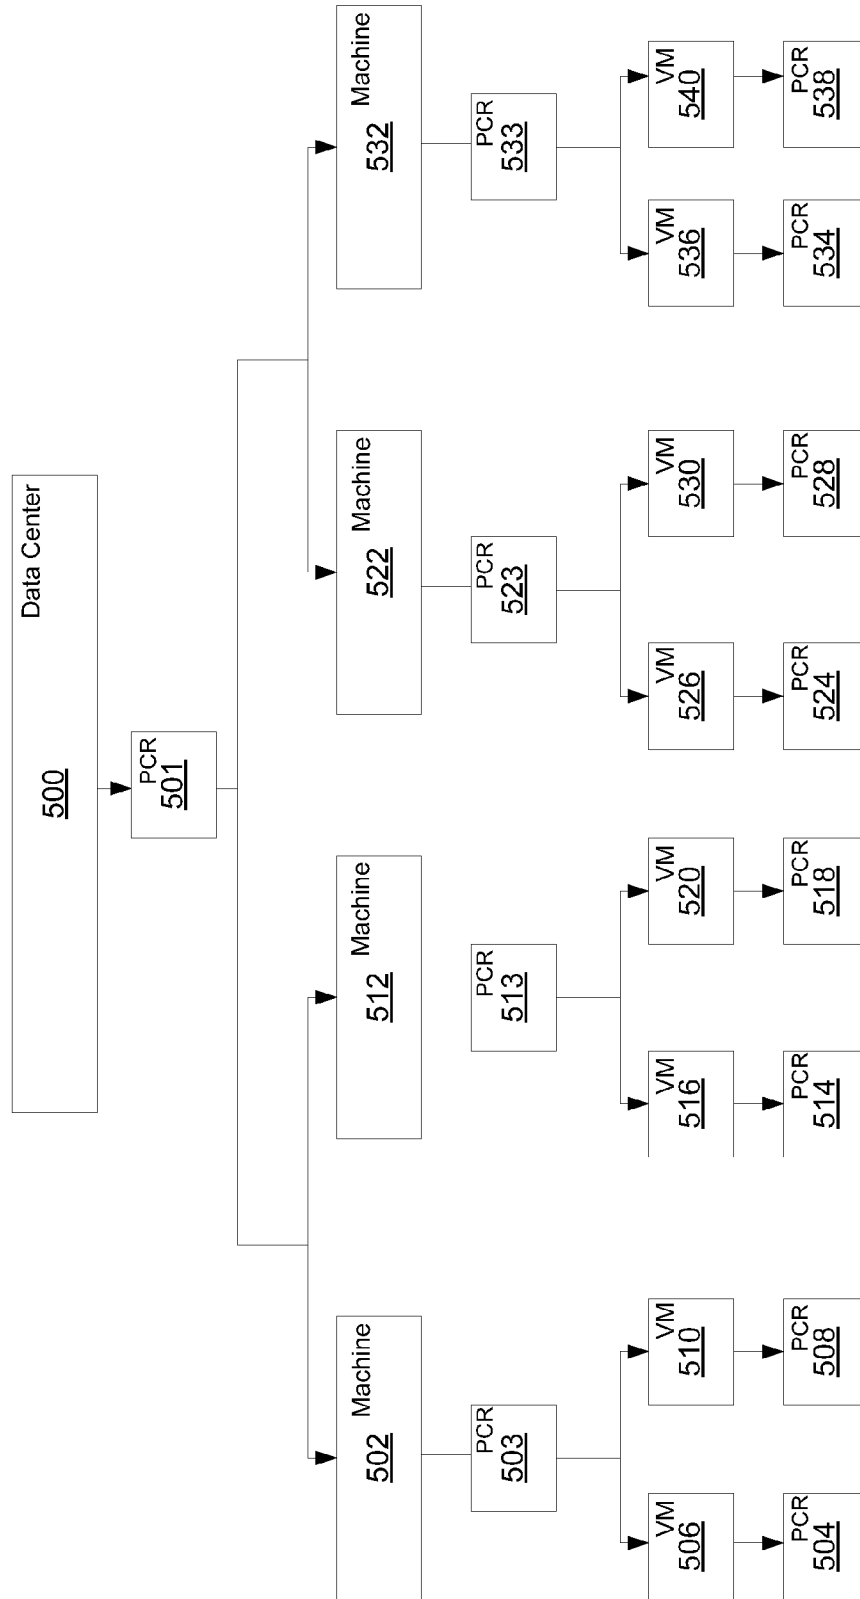 Data Center
500
PCR
501
Machine
502
Machine
512
Machine
522
Machine
532
PCR
503
PCR
513
PCR
523
PCR
533
VM
506
VM
510
VM
516
VM
520
VM
526
VM
530
VM
536
VM
540
PCR
504
PCR
508
PCR
514
PCR
518
PCR
524
PCR
528
PCR
534
PCR
538